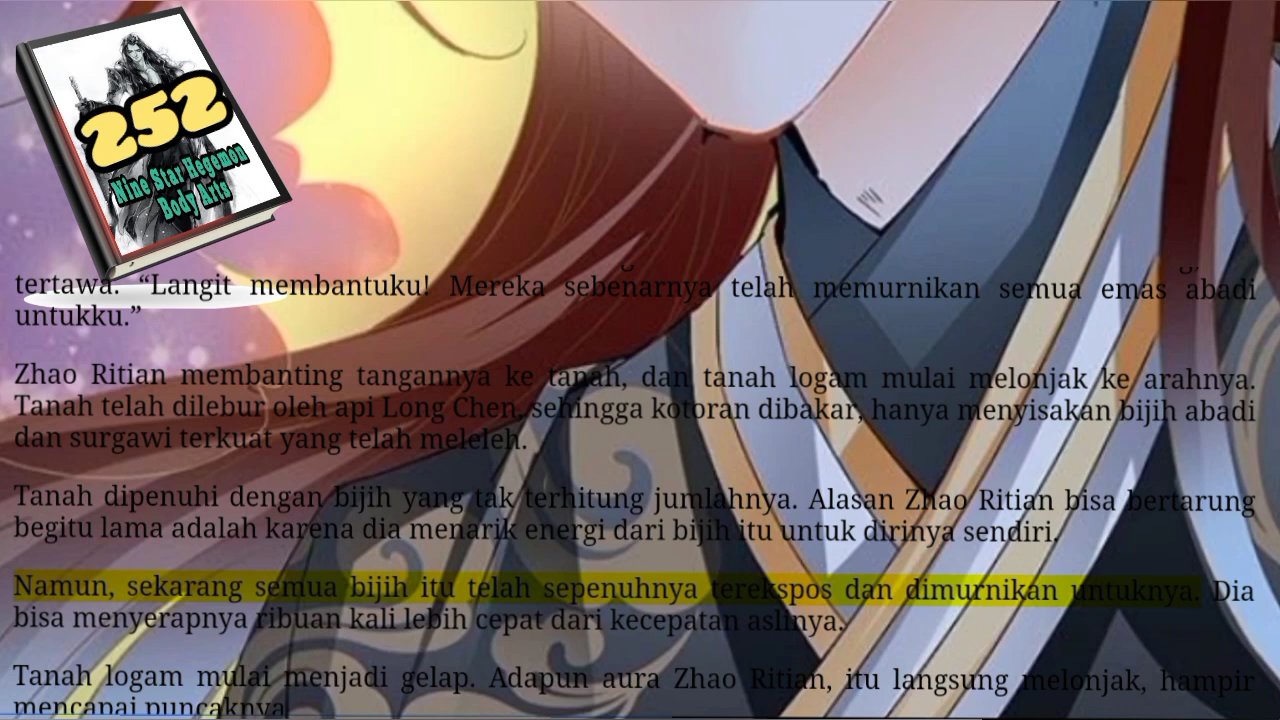 252
Nine Star Hegemon
Body Arts
tertawa. “Langit membantuku! Mereka sebenarnya telah memurnikan semua emas abadi
untukku.”
Zhao Ritian membanting tangannya ke tanah, dan tanah logam mulai melonjak ke arahnya.
Tanah telah dilebur oleh api Long Chen, sehingga kotoran dibakar, hanya menyisakan bijih abadi
dan surgawi terkuat yang telah meleleh.
Tanah dipenuhi dengan bijih yang tak terhitung jumlahnya. Alasan Zhao Ritian bisa bertarung
begitu lama adalah karena dia menarik energi dari bijih itu untuk dirinya sendiri.
Namun, sekarang semua bijih itu telah sepenuhnya terekspos dan dimurnikan untuknya. Dia
bisa menyerapnya ribuan kali lebih cepat dari kecepatan aslinya.
Tanah logam mulai menjadi gelap. Adapun aura Zhao Ritian, itu langsung melonjak, hampir
mencapai puncaknya